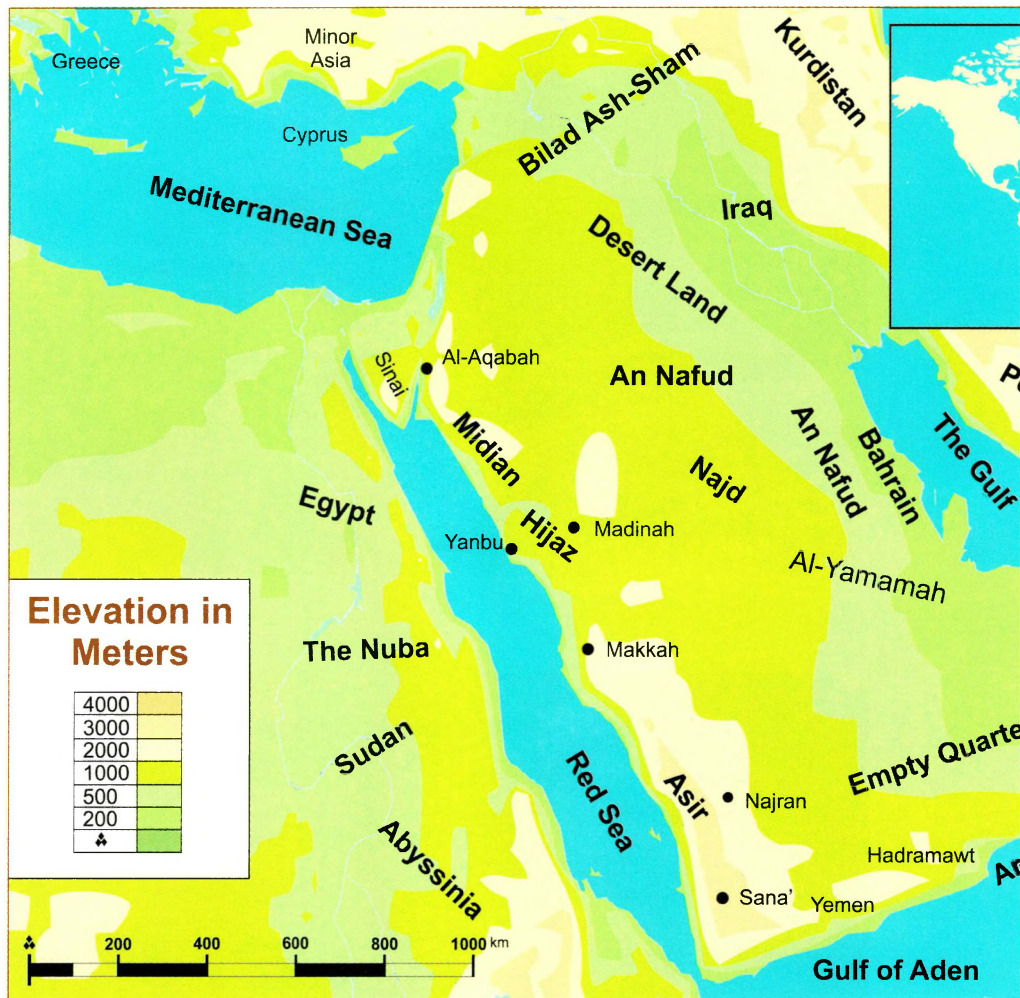 Greece
Minor
Asia
Kurdistan
Cyprus
Bilad Ash-Sham
Mediterranean Sea
Iraq
Desert Land
Sinai
Al-Aqabah
An Nafud
The Gulf
Midian
An Nafud
Bahrain
Najd
Egypt
Hijaz
Madinah
Yanbu
Al-Yamamah
Elevation in
Meters
The Nuba
Makkah
4000
3000
2000
1000
500
200
Sudan
Red Sea
Asir
Najran
Empty Quarte
Abyssinia
Hadramawt
Sana’
Yemen
200 400 600 800 1000 km
Gulf of Aden